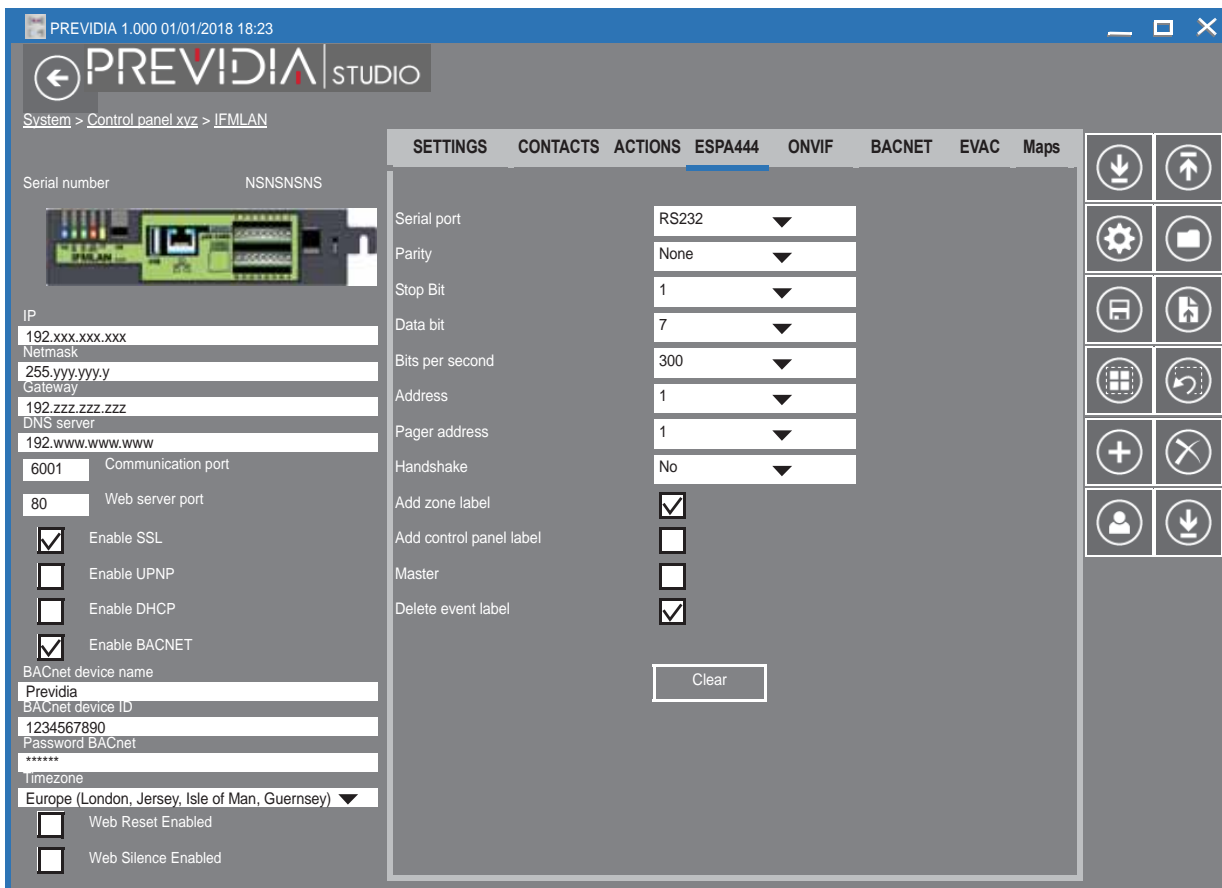 PREVIDIA 1.000 01/01/2018 18:23
PREVIDIA STUDIO
System > Control panel xyz > IFMLAN
SETTINGS CONTACTS ACTIONS ESPA444 ONVIF BACNET EVAC Maps
Serial number NSNSNSNS
IFMLAN
IP
192.xxx.xxx.xxx
Netmask
255.yyy.yyy.y
Gateway
192.zzz.zzz.zzz
DNS server
192.www.www.www
6001 Communication port
80 Web server port
Enable SSL
Enable UPNP
Enable DHCP
Enable BACNET
BACnet device name
Previdia
BACnet device ID
1234567890
Password BACnet
******
Timezone
Europe (London, Jersey, Isle of Man, Guernsey)
Web Reset Enabled
Web Silence Enabled
Serial port RS232
Parity None
Stop Bit 1
Data bit 7
Bits per second 300
Address 1
Pager address 1
Handshake No
Add zone label
Add control panel label
Master
Delete event label
Clear